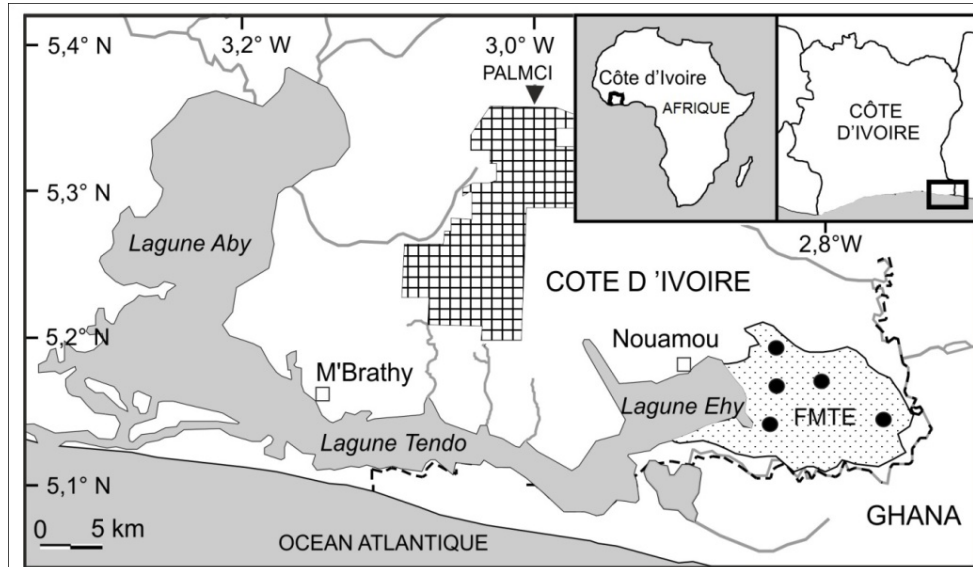 5,4° N
3,2° W
3,0° W
PALMCI
Côte d'Ivoire
AFRIQUE
CÔTE
D'IVOIRE
5,3° N
Lagune Aby
2,8°W
COTE D 'IVOIRE
5,2° N
Nouamou
M'Brathy
Lagune Ehy
FMTE
Lagune Tendo
5,1° N
GHANA
0 5 km
OCEAN ATLANTIQUE